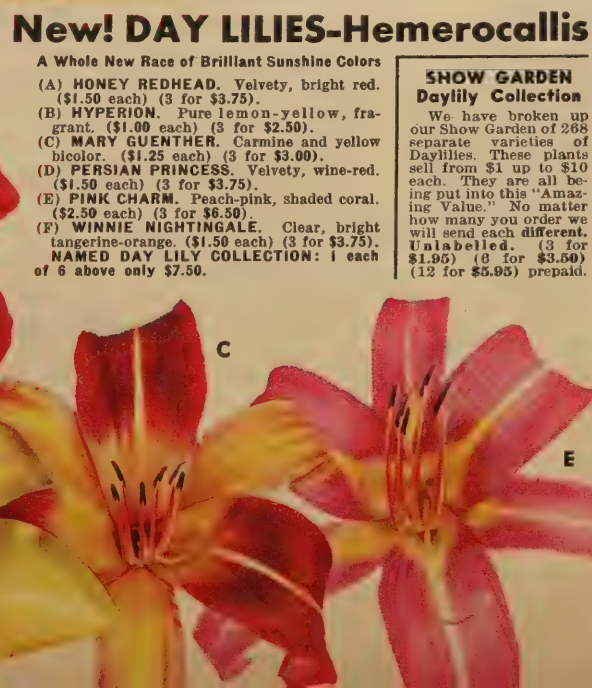 New! DAY LILIES-Hemerocallis
A Whole New Race of Brilliant Sunshine Colors
(A) HONEY REDHEAD. Velvety, bright red.
($1.50 each) (3 for $3.75).
(B) HYPERION. Pure lemon-yellow, fra-
grant. ($1.00 each) (3 for $2.50).
(C) MARY GUENTHER. Carmine and yellow
bicolor. ($1.25 each) (3 for $3.00).
(D) PERSIAN PRINCESS. Velvety, wine-red.
($1.50 each) (3 for $3.75).
(E) PINK CHARM. Peach-pink, shaded coral.
($2.50 each) (3 for $6.50).
(F) WINNIE NIGHTINGALE. Clear, bright
tangerine-orange. ($1.50 each) (3 for $3.75).
NAMED DAY LILY COLLECTION: 1 each
of 6 above only $7.50.
SHOW GARDEN
Daylily Collection
We have broken up
our Show Garden of 268
separate varieties of
Daylilies. These plants
sell from $1 up to $10
each. They are all be-
ing put into this "Amaz-
ing Value." No matter
how many you order we
will send each different.
Unlabelled. (3 for
$1.95) (6 for $3.50)
(12 for $5.95) prepaid.
C
E